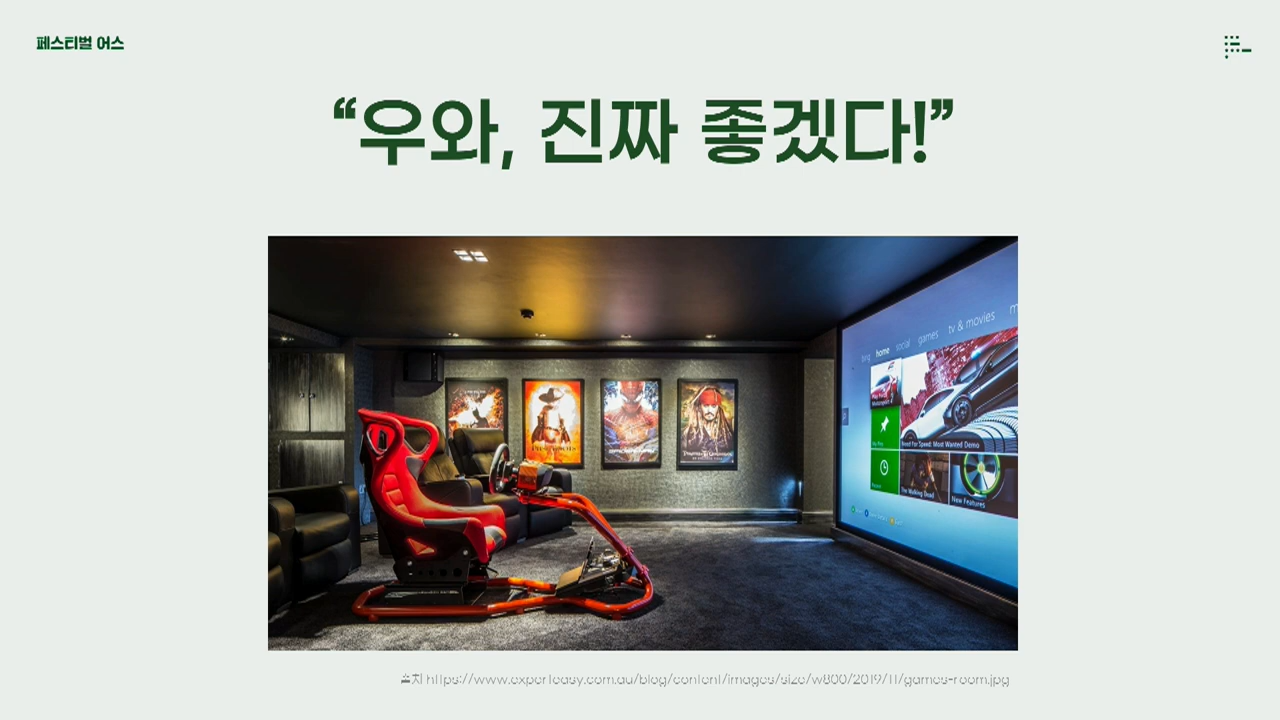 페스티벌 어스
“우와, 진짜 좋겠다!”
bing home social games tv & movies m
Need For Speed: Most Wanted Demo
The Walking Dead
New Features
출처 https://www.experteasy.com.au/blog/content/images/size/w800/2019/11/games-room.jpg